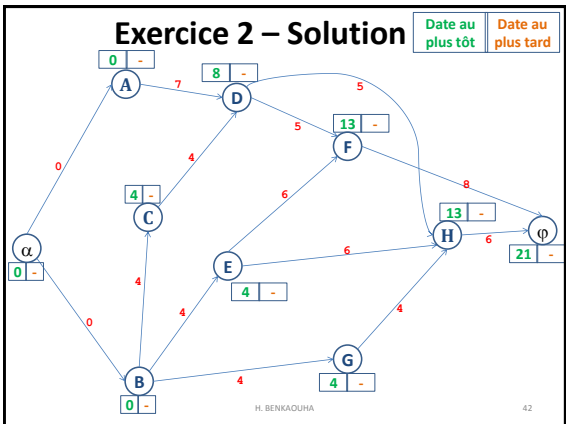 Exercice 2 – Solution
Date au plus tôt
Date au plus tard
0 -
A
7
8 -
D
5
5
13 -
F
0
4
4 -
C
6
8
13 -
H
6
φ
21 -
α
0 -
E
4 -
6
4
4
0
4
G
4 -
4
B
0 -
H. BENKAOUHA
42